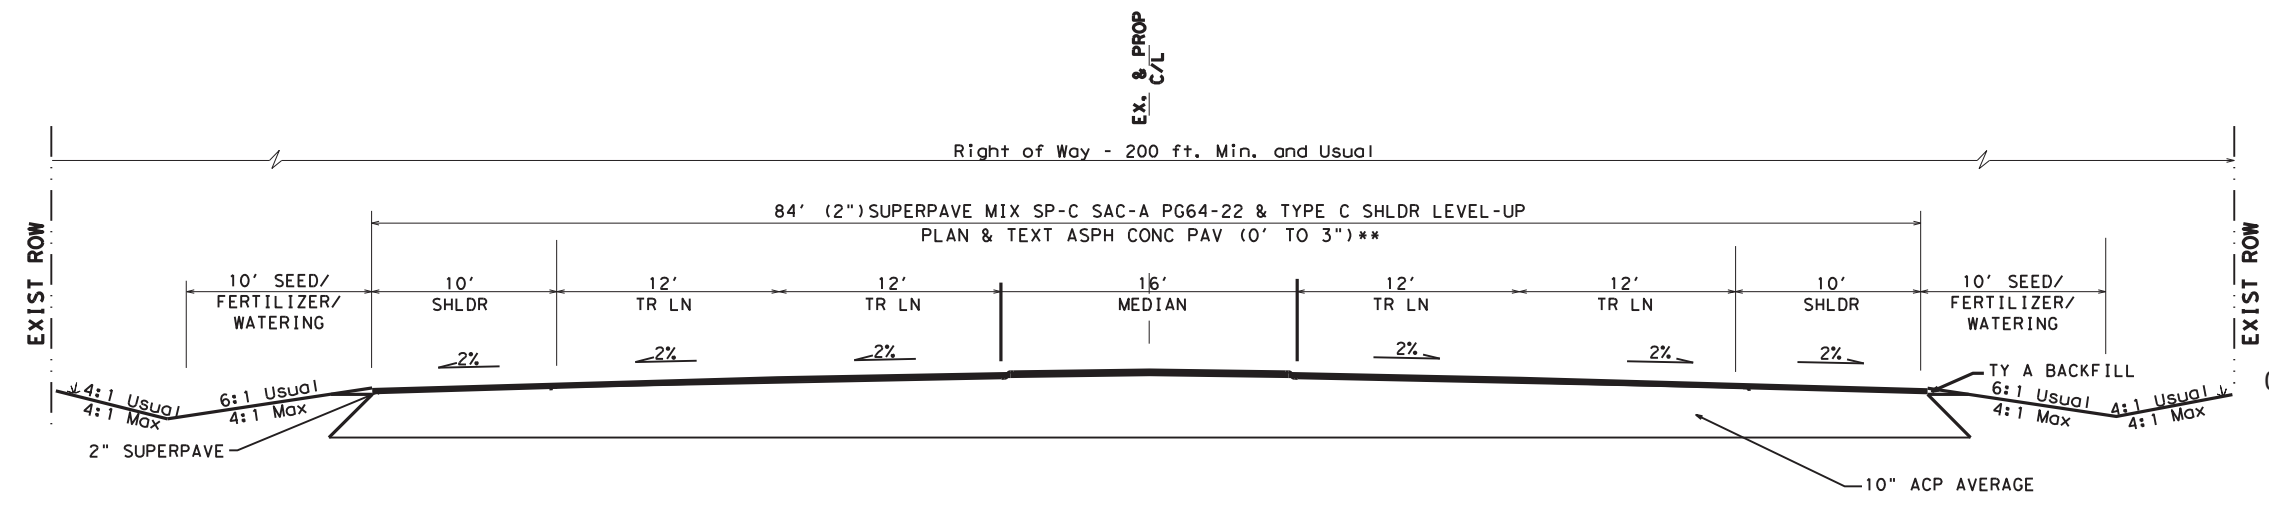 EX. & PROP
C/L
Right of Way - 200 ft. Min. and Usual
84' (2")SUPERPAVE MIX SP-C SAC-A PG64-22 & TYPE C SHLDR LEVEL-UP
PLAN & TEXT ASPH CONC PAV (0' TO 3")**
EXIST ROW
10' SEED/
FERTILIZER/
WATERING
10'
SHLDR
12'
TR LN
12'
TR LN
16'
MEDIAN
12'
TR LN
12'
TR LN
10'
SHLDR
10' SEED/
FERTILIZER/
WATERING
EXIST ROW
2%
2%
2%
2%
2%
2%
4:1 Usual
4:1 Max
6:1 Usual
4:1 Max
TY A BACKFILL
6:1 Usual
4:1 Max
4:1 Usual
4:1 Max
2" SUPERPAVE
10" ACP AVERAGE
(